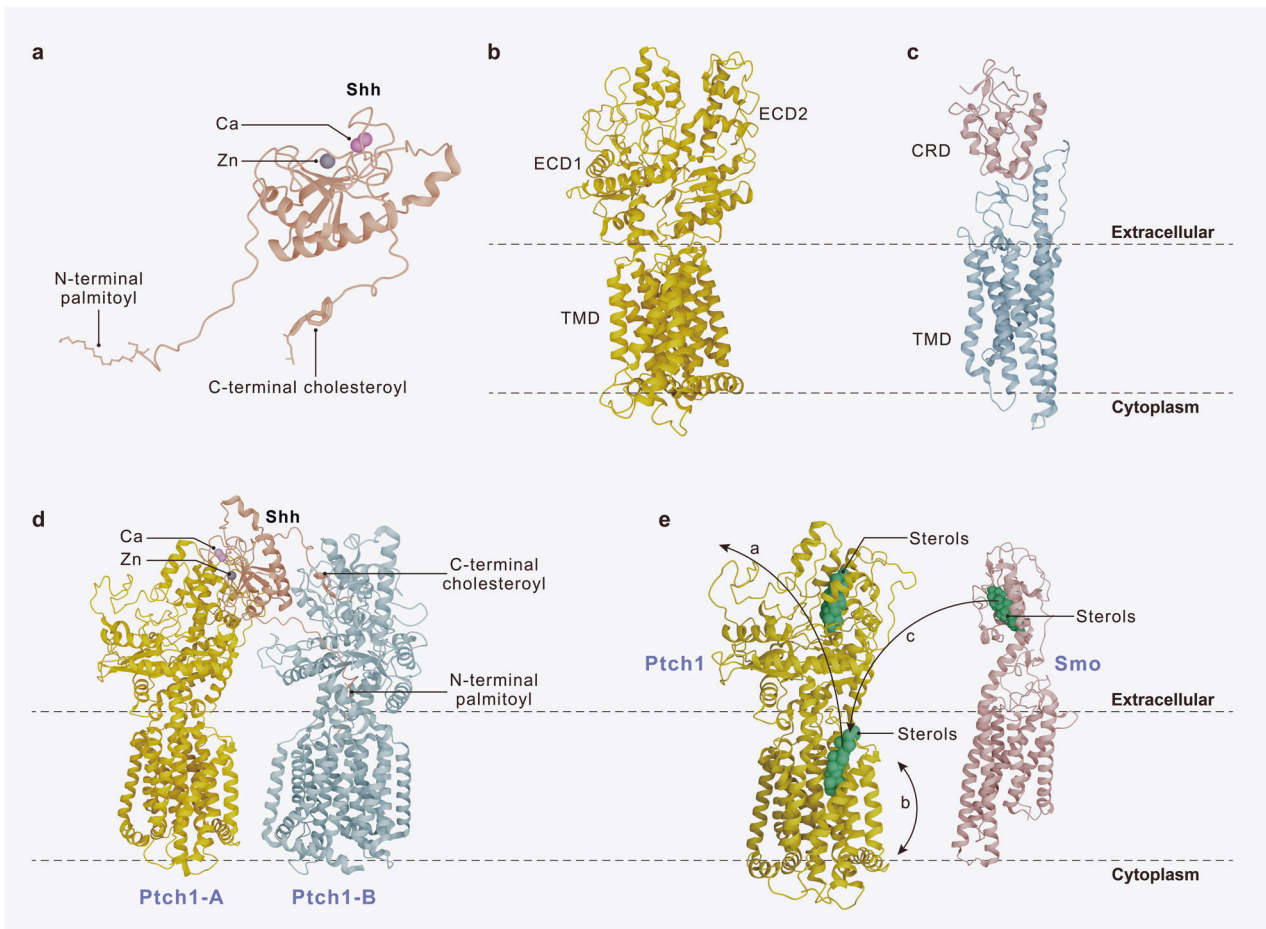 a
Shh
Ca
Zn
N-terminal
palmitoyl
C-terminal cholesteroyl
b
ECD2
ECD1
TMD
c
CRD
Extracellular
TMD
Cytoplasm
d
Shh
Ca
Zn
C-terminal
cholesteroyl
N-terminal
palmitoyl
Ptch1-A
Ptch1-B
e
a
Sterols
c
Sterols
Ptch1
Smo
Extracellular
Sterols
b
Cytoplasm